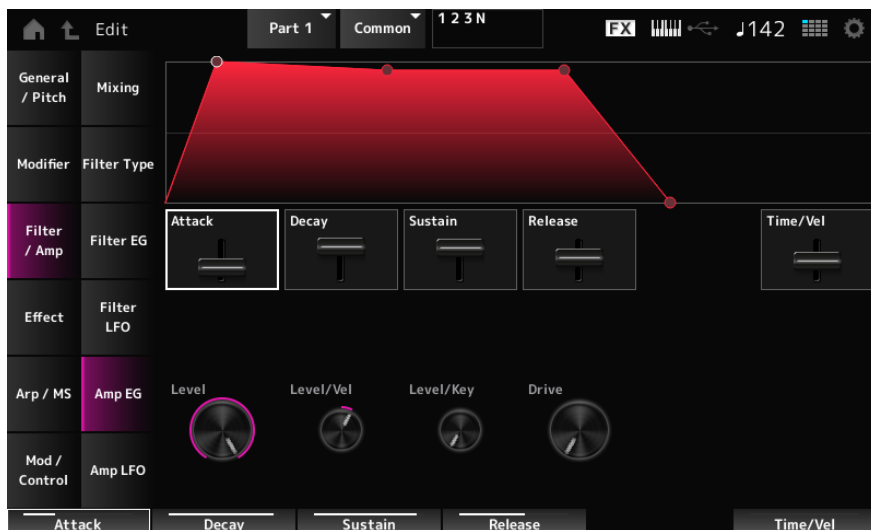 Edit
Part 1
Common
1 2 3 N
FX
♩142
General
/ Pitch
Mixing
Modifier
Filter Type
Filter
/ Amp
Filter EG
Effect
Filter
LFO
Arp / MS
Amp EG
Mod /
Control
Amp LFO
Attack
Decay
Sustain
Release
Time/Vel
Level
Level/Vel
Level/Key
Drive
Attack
Decay
Sustain
Release
Time/Vel